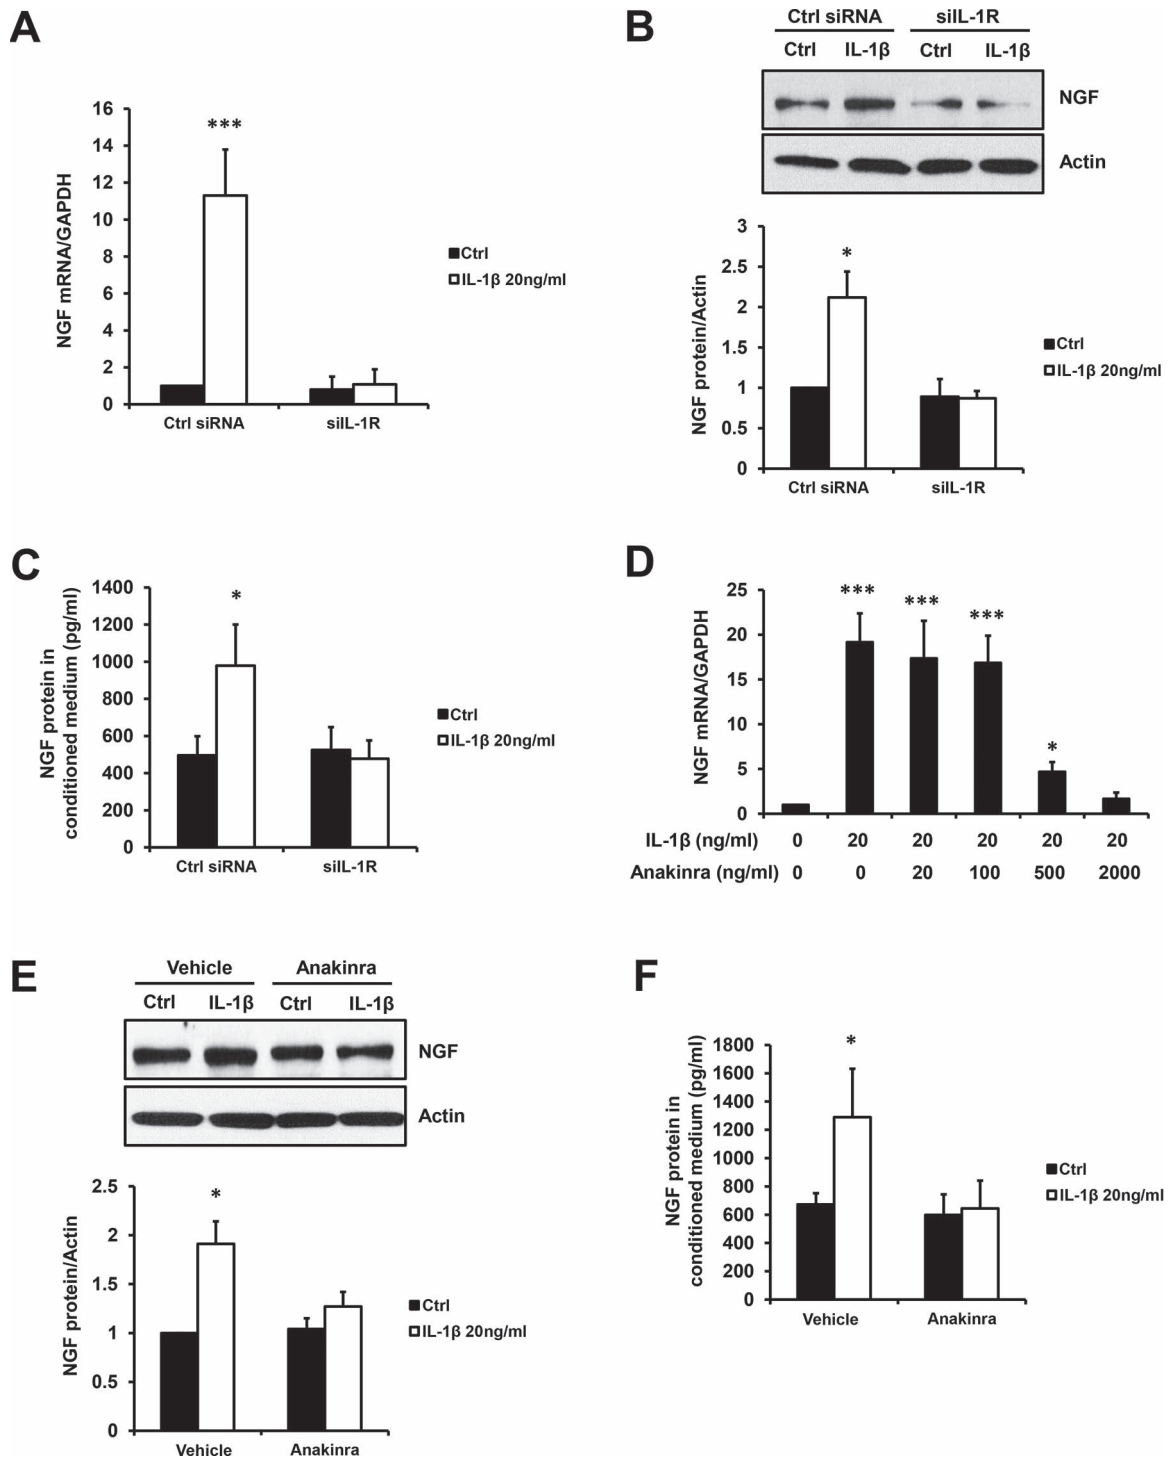 A
16
14
12
10
8
6
4
2
0
NGF mRNA/GAPDH
***
Ctrl siRNA
siIL-1R
Ctrl
IL-1β 20ng/ml
B
Ctrl siRNA siIL-1R
Ctrl IL-1β Ctrl IL-1β
NGF
Actin
3
2.5
2
1.5
1
0.5
0
NGF protein/Actin
*
Ctrl siRNA
siIL-1R
Ctrl
IL-1β 20ng/ml
C
1400
1200
1000
800
600
400
200
0
NGF protein in
conditioned medium (pg/ml)
*
Ctrl siRNA
siIL-1R
Ctrl
IL-1β 20ng/ml
D
25
20
15
10
5
0
NGF mRNA/GAPDH
*** *** *** *
IL-1β (ng/ml) 0 20 20 20 20 20
Anakinra (ng/ml) 0 0 20 100 500 2000
E
Vehicle Anakinra
Ctrl IL-1β Ctrl IL-1β
NGF
Actin
2.5
2
1.5
1
0.5
0
NGF protein/Actin
*
Vehicle
Anakinra
Ctrl
IL-1β 20ng/ml
F
1800
1600
1400
1200
1000
800
600
400
200
0
NGF protein in
conditioned medium (pg/ml)
*
Vehicle
Anakinra
Ctrl
IL-1β 20ng/ml